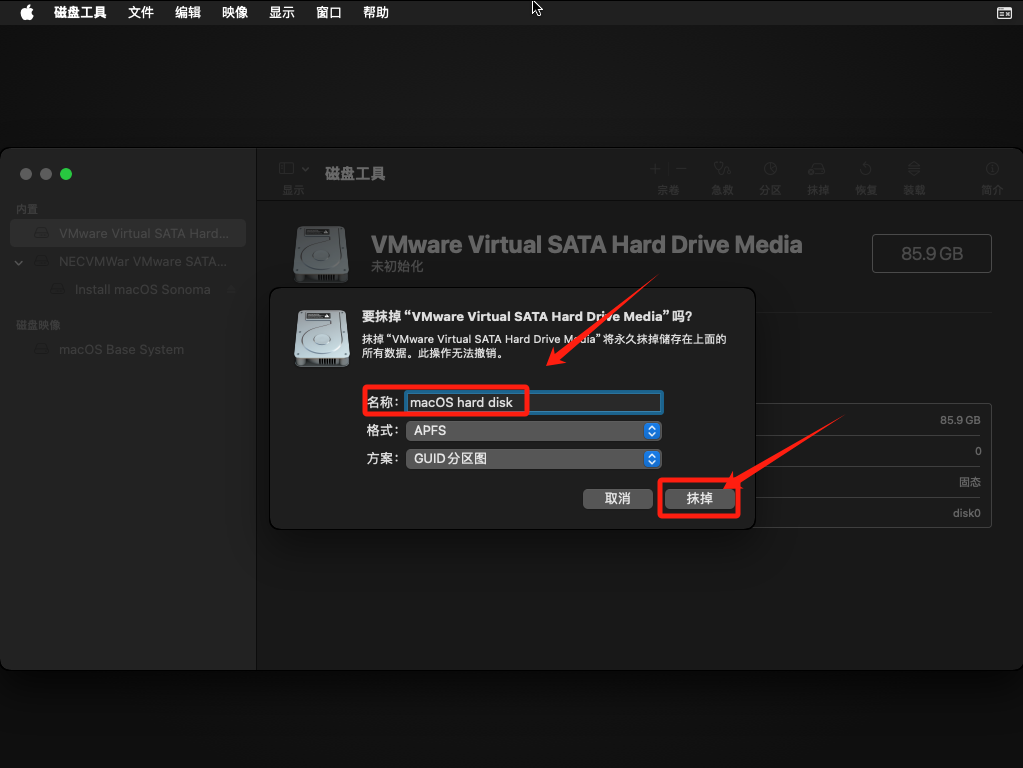 磁盘工具 文件 编辑 映像 显示 窗口 帮助
磁盘工具
显示 宗卷 急救 分区 抹掉 恢复 装载 简介
内置
VMware Virtual SATA Hard...
NECVMWar VMware SATA...
Install macOS Sonoma
磁盘映像
macOS Base System
VMware Virtual SATA Hard Drive Media
未初始化
85.9 GB
要抹掉“VMware Virtual SATA Hard Drive Media”吗?
抹掉“VMware Virtual SATA Hard Drive Media”将永久抹掉储存在上面的
所有数据。此操作无法撤销。
名称: macOS hard disk
格式: APFS
方案: GUID分区图
取消 抹掉
85.9 GB
0
固态
disk0